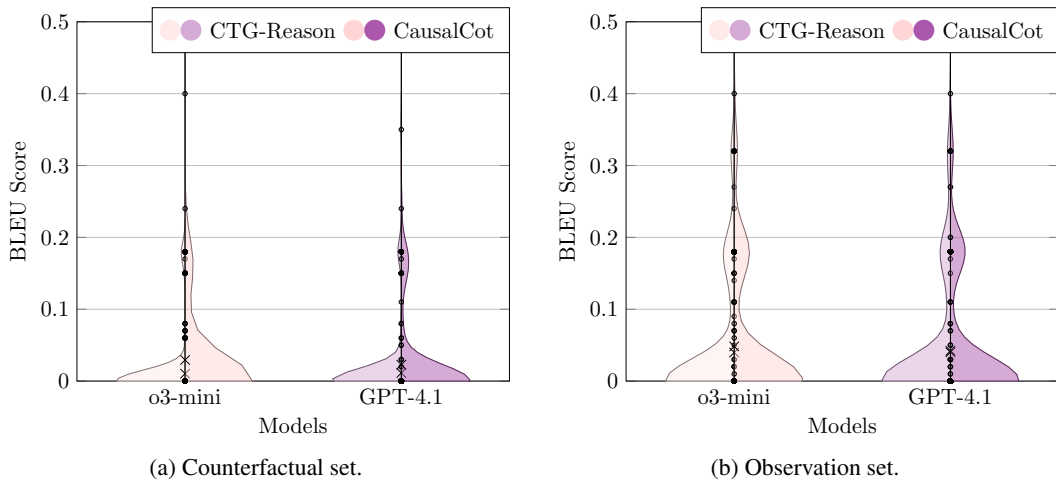 CTG-Reason CausalCot
0.5
0.4
0.3
0.2
0.1
0
BLEU Score
o3-mini GPT-4.1
Models
(a) Counterfactual set.
CTG-Reason CausalCot
0.5
0.4
0.3
0.2
0.1
0
BLEU Score
o3-mini GPT-4.1
Models
(b) Observation set.